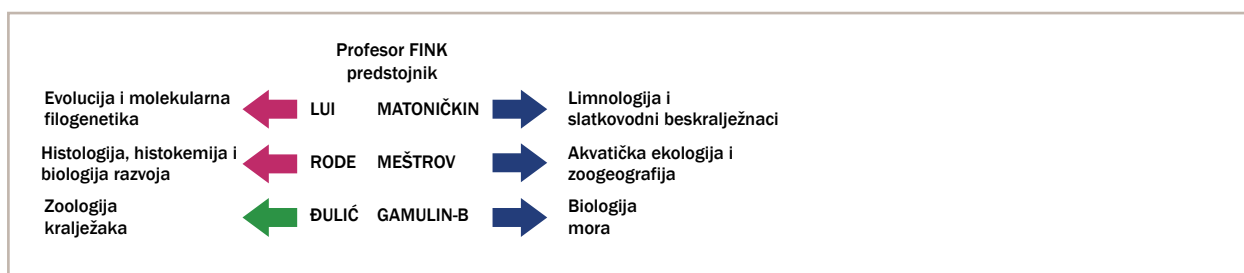 Profesor FINK
predstojnik
Evolucija i molekularna
filogenetika
LUI
MATONIČKIN
Limnologija i
slatkovodni beskralježnaci
Histologija, histokemija i
biologija razvoja
RODE
MEŠTROV
Akvatička ekologija i
zoogeografija
Zoologija
kralježaka
ĐULIĆ
GAMULIN-B
Biologija
mora